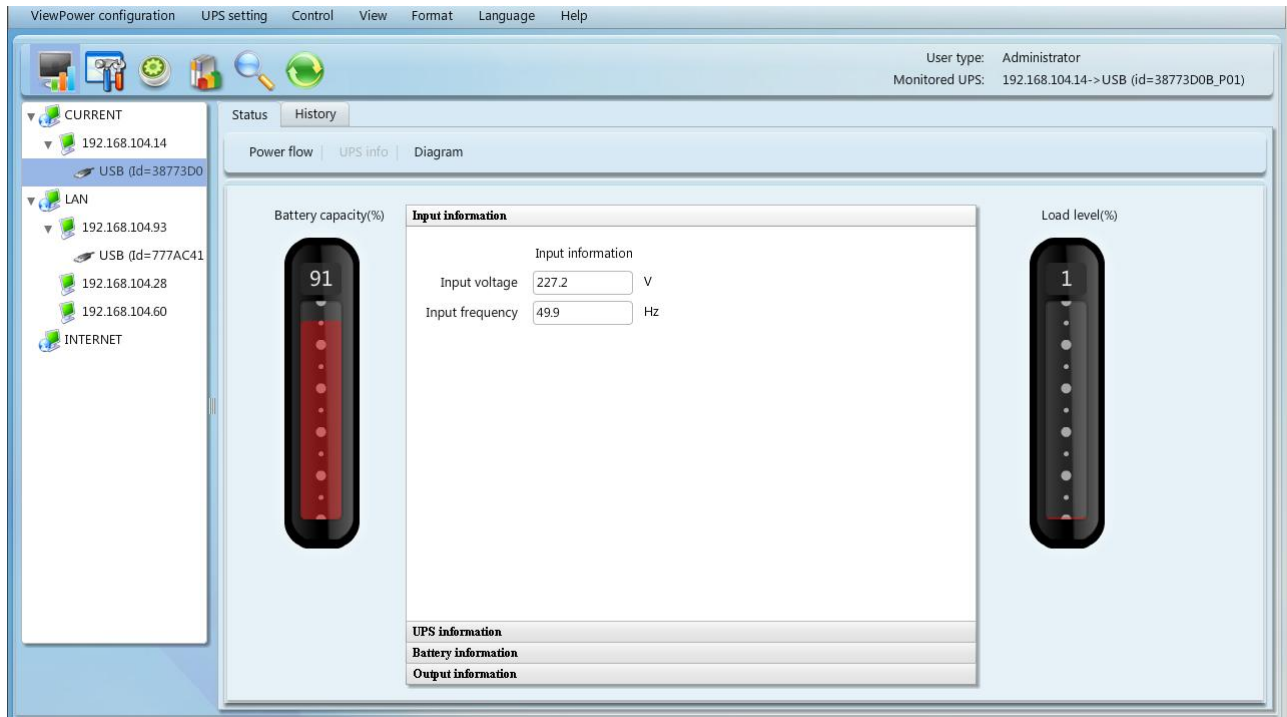 ViewPower configuration UPS setting Control View Format Language Help
User type: Administrator
Monitored UPS: 192.168.104.14->USB (id=38773D0B_P01)
CURRENT
192.168.104.14
USB (Id=38773D0
LAN
192.168.104.93
USB (Id=777AC41
192.168.104.28
192.168.104.60
INTERNET
Status History
Power flow | UPS info | Diagram
Battery capacity(%)
91
Input information
Input information
Input voltage 227.2 V
Input frequency 49.9 Hz
UPS information
Battery information
Output information
Load level(%)
1